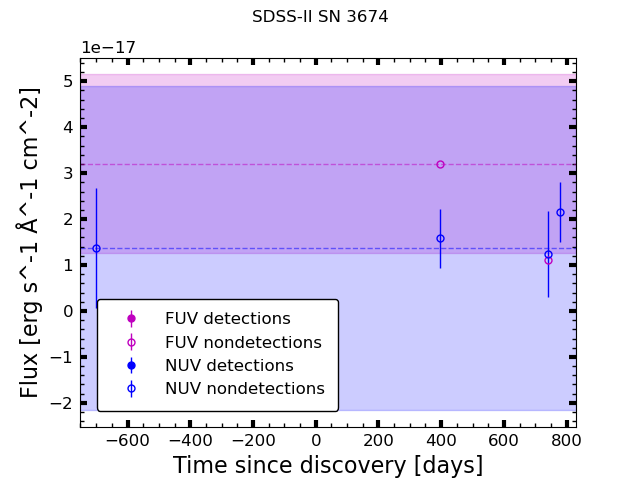 SDSS-II SN 3674
1e−17
5
4
3
2
1
0
−1
−2
Flux [erg s^-1 Å^-1 cm^-2]
FUV detections
FUV nondetections
NUV detections
NUV nondetections
−600 −400 −200 0 200 400 600 800
Time since discovery [days]